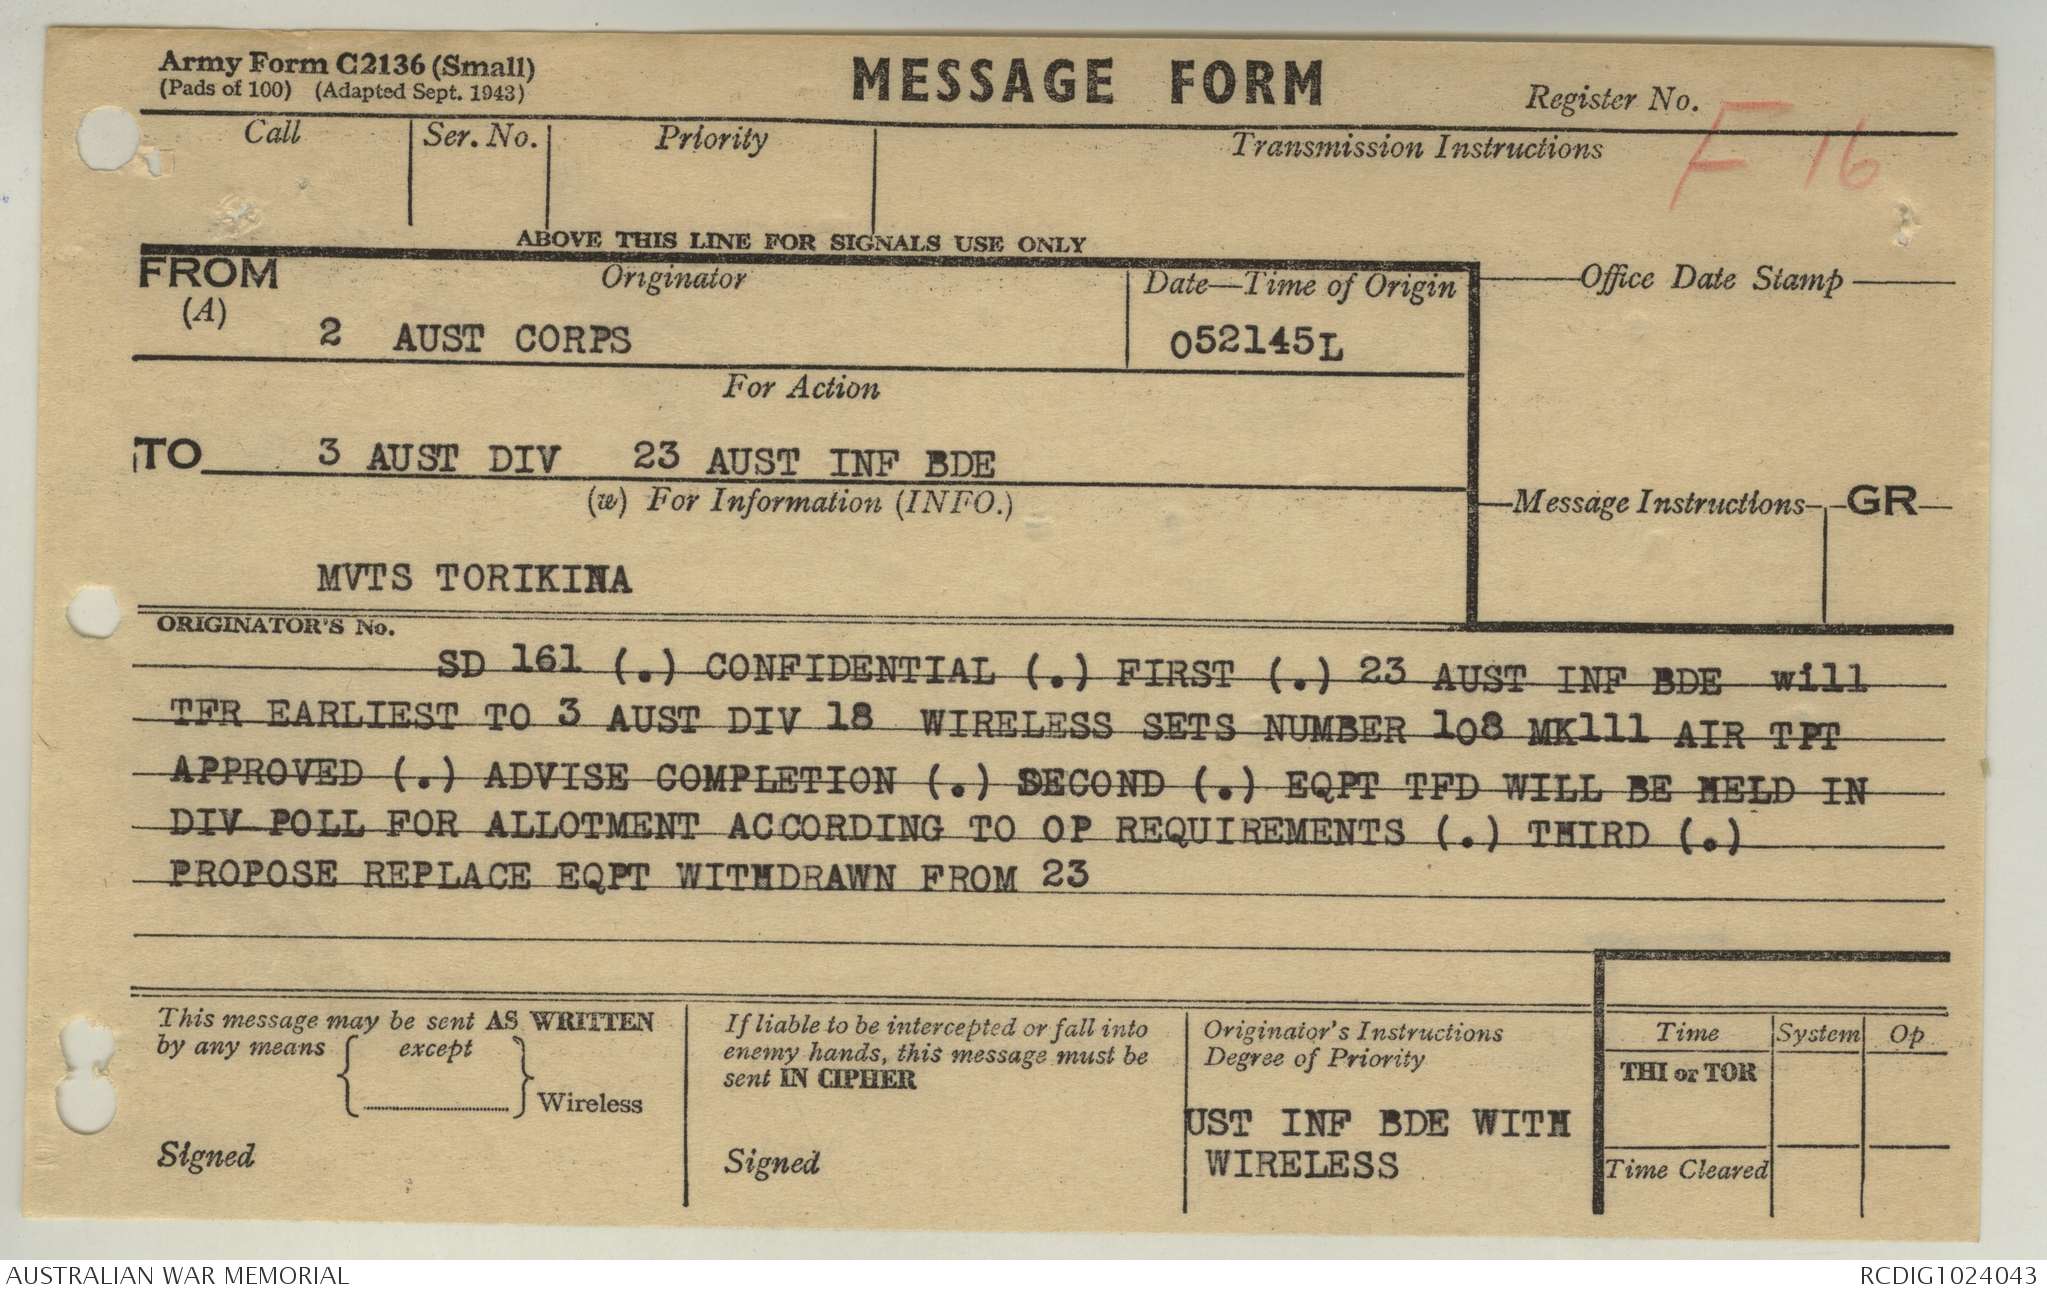 Army Form C2136 (Small)
(Pads of 100) (Adapted Sept. 1943)
MESSAGE FORM
Register No.
F 16
Call
Ser. No.
Priority
Transmission Instructions
ABOVE THIS LINE FOR SIGNALS USE ONLY
FROM
(A)
Originator
Date—Time of Origin
Office Date Stamp
2 AUST CORPS
052145L
For Action
TO
3 AUST DIV 23 AUST INF BDE
(w) For Information (INFO.)
Message Instructions
GR
MVTS TORIKINA
ORIGINATOR'S No.
SD 161 (.) CONFIDENTIAL (.) FIRST (.) 23 AUST INF BDE will
TFR EARLIEST TO 3 AUST DIV 18 WIRELESS SETS NUMBER 108 MK111 AIR TPT
APPROVED (.) ADVISE COMPLETION (.) SECOND (.) EQPT TFD WILL BE HELD IN
DIV POLL FOR ALLOTMENT ACCORDING TO OP REQUIREMENTS (.) THIRD (.)
PROPOSE REPLACE EQPT WITHDRAWN FROM 23
This message may be sent AS WRITTEN
by any means except
Wireless
Signed
If liable to be intercepted or fall into
enemy hands, this message must be
sent IN CIPHER
Signed
Originator's Instructions
Degree of Priority
UST INF BDE WITH
WIRELESS
Time
System
Op
THI or TOR
Time Cleared
AUSTRALIAN WAR MEMORIAL
RCDIG1024043